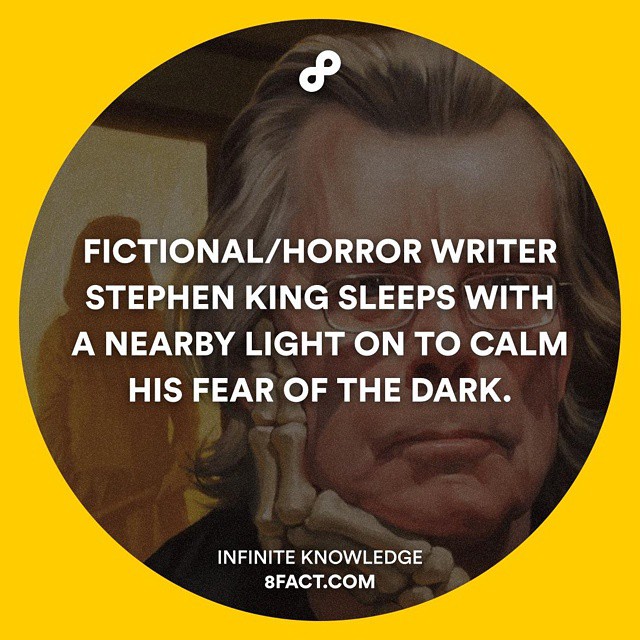 FICTIONAL/HORROR WRITER
STEPHEN KING SLEEPS WITH
A NEARBY LIGHT ON TO CALM
HIS FEAR OF THE DARK.
INFINITE KNOWLEDGE
8FACT.COM